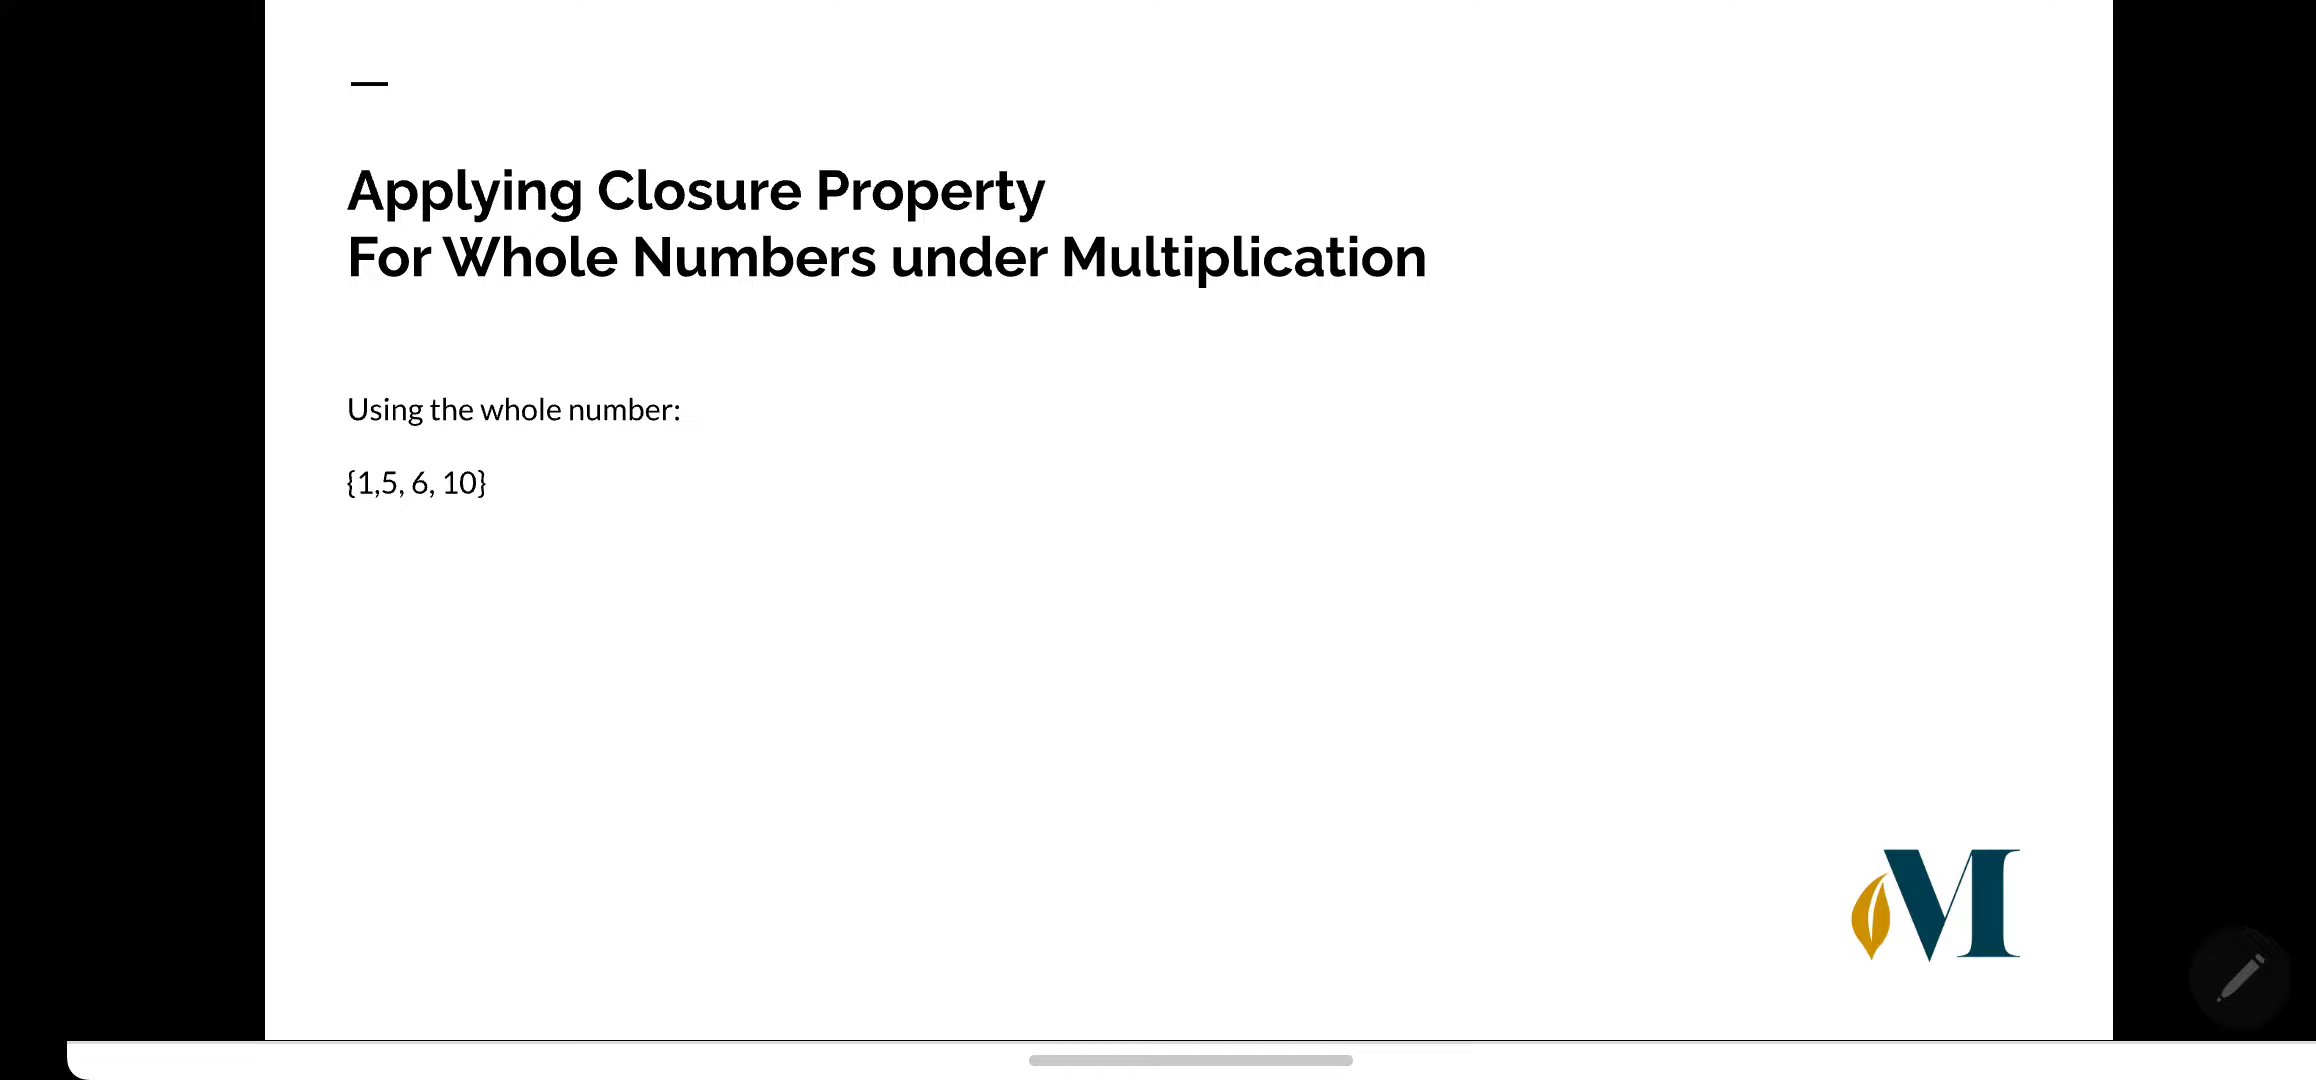 Applying Closure Property
For Whole Numbers under Multiplication
Using the whole number:
{1,5, 6, 10}
M